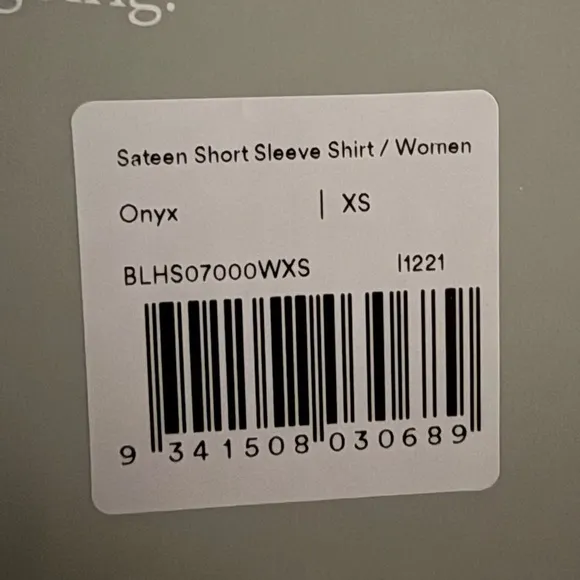 Sateen Short Sleeve Shirt / Women
Onyx | XS
BLHS07000WXS I1221
9 341508 030689